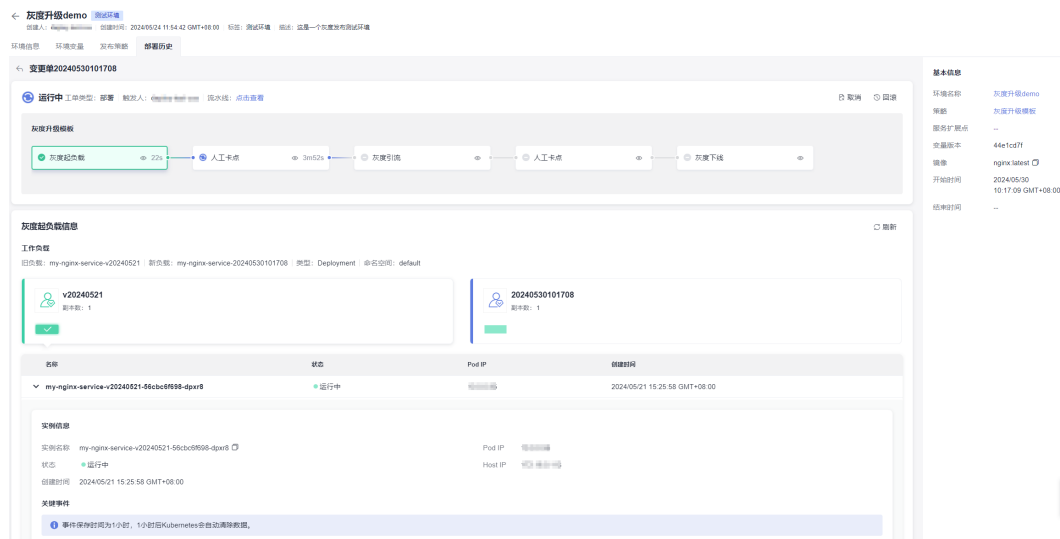 灰度升级demo 测试环境
创建人： 创建时间：2024/05/24 11:54:42 GMT+08:00 标签：测试环境 描述：这是一个灰度发布测试环境
环境信息 环境变量 发布策略 部署历史
变更单20240530101708
运行中 工单类型：部署 触发人： 流水线：点击查看 取消 回滚
灰度升级模板
灰度起负载 22s 人工卡点 3m52s 灰度引流 人工卡点 灰度下线
灰度起负载信息 刷新
工作负载
旧负载：my-nginx-service-v20240521 新负载：my-nginx-service-20240530101708 类型：Deployment 命名空间：default
v20240521
副本数：1
20240530101708
副本数：1
名称 状态 Pod IP 创建时间
my-nginx-service-v20240521-56cbc6f698-dpxr8 运行中 2024/05/21 15:25:58 GMT+08:00
实例信息
实例名称 my-nginx-service-v20240521-56cbc6f698-dpxr8 Pod IP
状态 运行中 Host IP
创建时间 2024/05/21 15:25:58 GMT+08:00
关键事件
事件保存时间为1小时，1小时后Kubernetes会自动清除数据。
基本信息
环境名称 灰度升级demo
策略 灰度升级模板
服务扩展点 --
变量版本 44e1cd7f
镜像 nginx:latest
开始时间 2024/05/30
10:17:09 GMT+08:00
结束时间 --